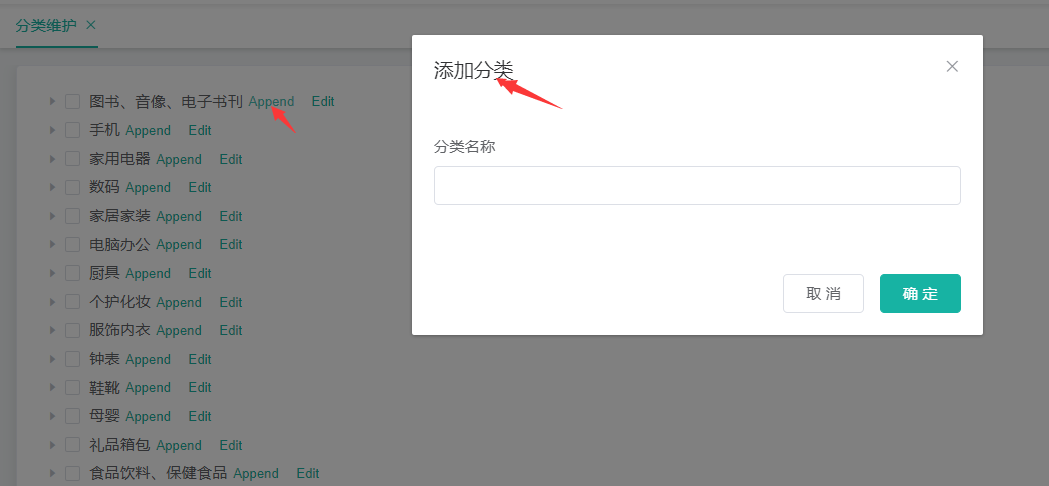 分类维护 ×
图书、音像、电子书刊 Append Edit
手机 Append Edit
家用电器 Append Edit
数码 Append Edit
家居家装 Append Edit
电脑办公 Append Edit
厨具 Append Edit
个护化妆 Append Edit
服饰内衣 Append Edit
钟表 Append Edit
鞋靴 Append Edit
母婴 Append Edit
礼品箱包 Append Edit
食品饮料、保健食品 Append Edit
添加分类
分类名称
取消 确定